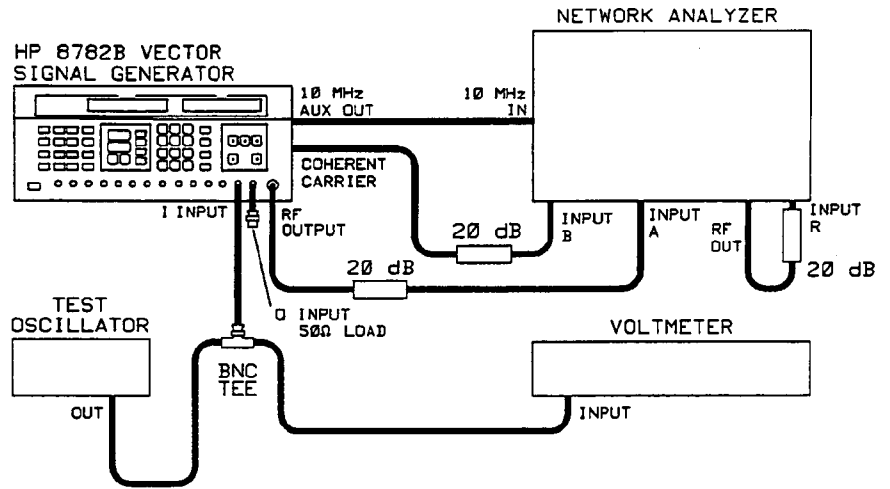 NETWORK ANALYZER
HP 8782B VECTOR
SIGNAL GENERATOR
10 MHz
AUX OUT
10 MHz
IN
COHERENT
CARRIER
I INPUT
RF
OUTPUT
20 dB
INPUT
B
INPUT
A
RF
OUT
INPUT
R
20 dB
20 dB
Q INPUT
50Ω LOAD
TEST
OSCILLATOR
BNC
TEE
VOLTMETER
OUT
INPUT